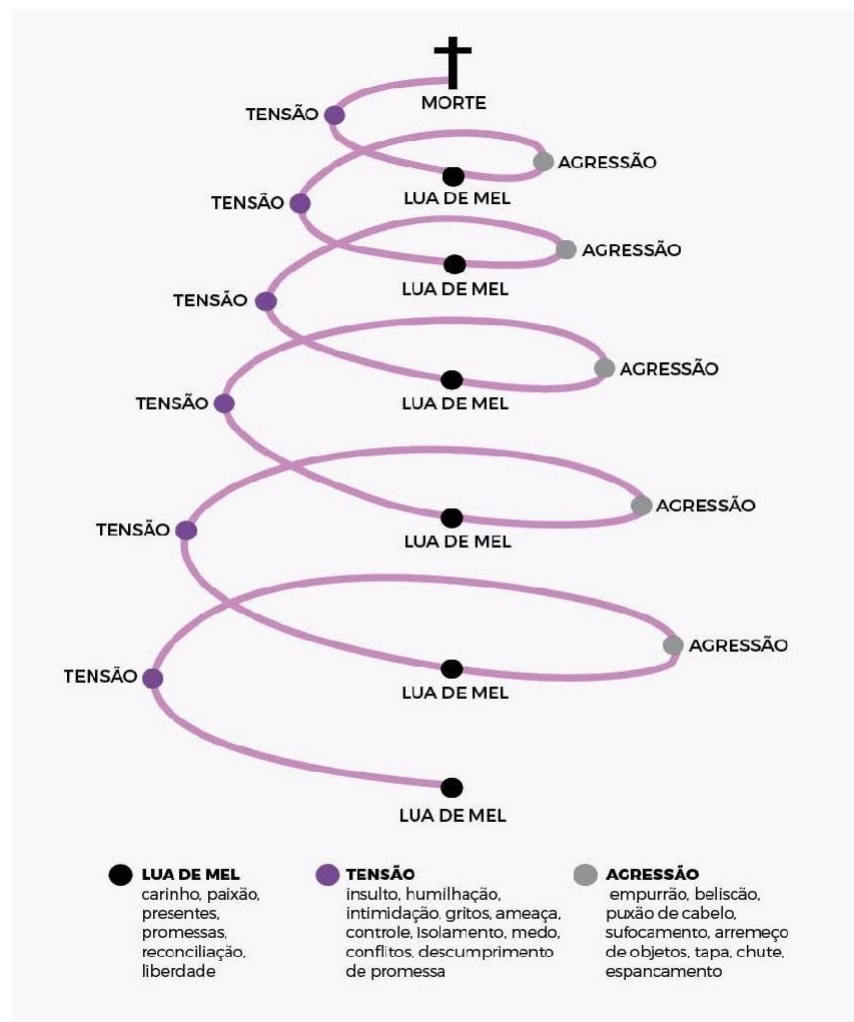 MORTE
TENSÃO
AGRESSÃO
LUA DE MEL
TENSÃO
AGRESSÃO
LUA DE MEL
TENSÃO
AGRESSÃO
LUA DE MEL
TENSÃO
AGRESSÃO
LUA DE MEL
TENSÃO
AGRESSÃO
LUA DE MEL
TENSÃO
LUA DE MEL
LUA DE MEL
carinho, paixão,
presentes,
promessas,
reconciliação,
liberdade
TENSÃO
insulto, humilhação,
intimidação, gritos, ameaça,
controle, Isolamento, medo,
conflitos, descumprimento
de promessa
AGRESSÃO
empurrão, beliscão,
puxão de cabelo,
sufocamento, arremeço
de objetos, tapa, chute,
espancamento